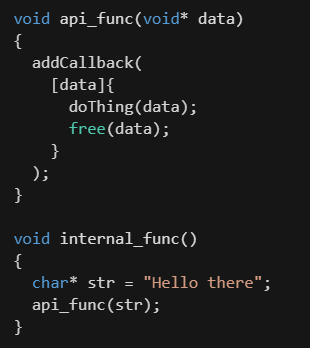 void api_func(void* data)
{
  addCallback(
    [data]{
      doThing(data);
      free(data);
    }
  );
}

void internal_func()
{
  char* str = "Hello there";
  api_func(str);
}